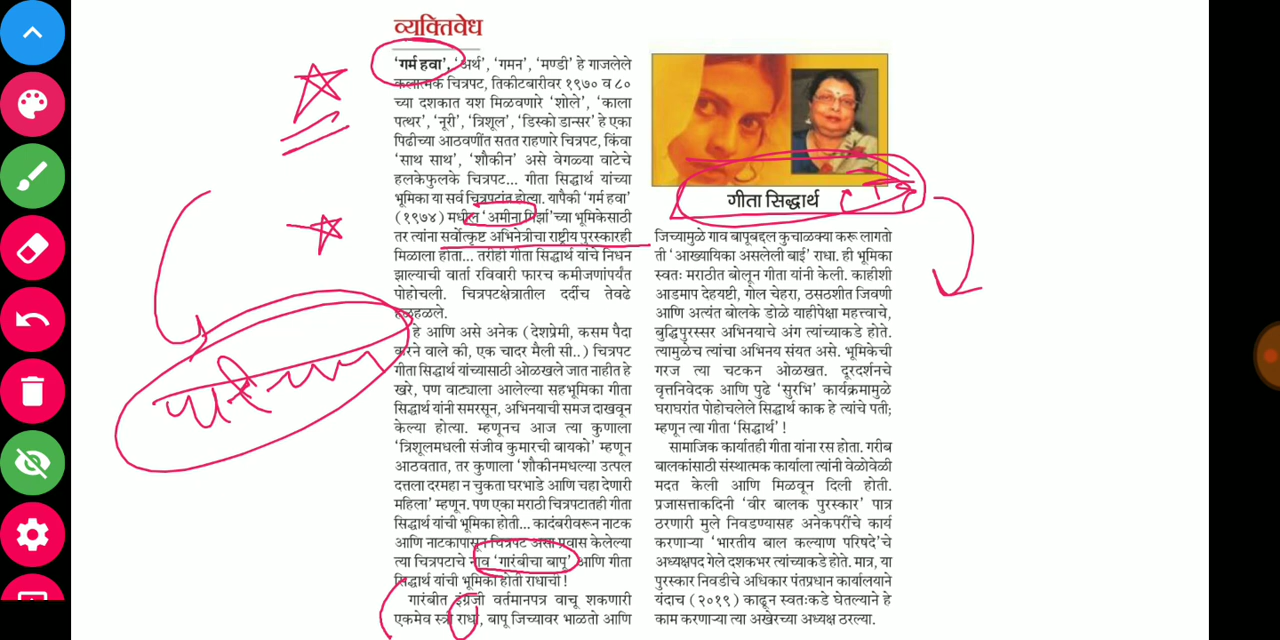 व्यक्तिवेध
'गर्म हवा', 'अर्थ', 'गमन', 'मण्डी' हे गाजलेले
कलात्मक चित्रपट, तिकीटबारीवर १९७० व ८०
च्या दशकात यश मिळवणारे 'शोले', 'काला
पत्थर', 'नूरी', 'त्रिशूल', 'डिस्को डान्सर' हे एका
पिढीच्या आठवणींत सतत राहणारे चित्रपट, किंवा
'साथ साथ', 'शौकीन' असे वेगळ्या वाटेचे
हलकेफुलके चित्रपट... गीता सिद्धार्थ यांच्या
भूमिका या सर्व चित्रपटांत होत्या. यापैकी 'गर्म हवा'
(१९७४) मधील 'अमीना मिर्झा'च्या भूमिकेसाठी
तर त्यांना सर्वोत्कृष्ट अभिनेत्रीचा राष्ट्रीय पुरस्कारही
मिळाला होता... तरीही गीता सिद्धार्थ यांचे निधन
झाल्याची वार्ता रविवारी फारच कमीजणांपर्यंत
पोहोचली. चित्रपटक्षेत्रातील दर्दीच तेवढे
हळहळले.
हे आणि असे अनेक (देशप्रेमी, कसम पैदा
करने वाले की, एक चादर मैली सी..) चित्रपट
गीता सिद्धार्थ यांच्यासाठी ओळखले जात नाहीत हे
खरे, पण वाट्याला आलेल्या सहभूमिका गीता
सिद्धार्थ यांनी समरसून, अभिनयाची समज दाखवून
केल्या होत्या. म्हणूनच आज त्या कुणाला
'त्रिशूलमधली संजीव कुमारची बायको' म्हणून
आठवतात, तर कुणाला 'शौकीनमधल्या उत्पल
दत्तला दरमहा न चुकता घरभाडे आणि चहा देणारी
महिला' म्हणून. पण एका मराठी चित्रपटातही गीता
सिद्धार्थ यांची भूमिका होती... कादंबरीवरून नाटक
आणि नाटकापासून चित्रपट असा प्रवास केलेल्या
त्या चित्रपटाचे नाव 'गारंबीचा बापू' आणि गीता
सिद्धार्थ यांची भूमिका होती राधाची!
गारंबीत इंग्रजी वर्तमानपत्र वाचू शकणारी
एकमेव स्त्री राधा, बापू जिच्यावर भाळतो आणि
गीता सिद्धार्थ
जिच्यामुळे गाव बापूबद्दल कुचाळक्या करू लागतो
ती 'आख्यायिका असलेली बाई' राधा. ही भूमिका
स्वतः मराठीत बोलून गीता यांनी केली. काहीशी
आडमाप देहयष्टी, गोल चेहरा, ठसठशीत जिवणी
आणि अत्यंत बोलके डोळे याहीपेक्षा महत्त्वाचे,
बुद्धिपुरस्सर अभिनयाचे अंग त्यांच्याकडे होते.
त्यामुळेच त्यांचा अभिनय संयत असे. भूमिकेची
गरज त्या चटकन ओळखत. दूरदर्शनचे
वृत्तनिवेदक आणि पुढे 'सुरभि' कार्यक्रमामुळे
घराघरांत पोहोचलेले सिद्धार्थ काक हे त्यांचे पती;
म्हणून त्या गीता 'सिद्धार्थ'!
सामाजिक कार्यातही गीता यांना रस होता. गरीब
बालकांसाठी संस्थात्मक कार्याला त्यांनी वेळोवेळी
मदत केली आणि मिळवून दिली होती.
प्रजासत्ताकदिनी 'वीर बालक पुरस्कार' पात्र
ठरणारी मुले निवडण्यासह अनेकपरींचे कार्य
करणाऱ्या 'भारतीय बाल कल्याण परिषदे'चे
अध्यक्षपद गेले दशकभर त्यांच्याकडे होते. मात्र, या
पुरस्कार निवडीचे अधिकार पंतप्रधान कार्यालयाने
यंदाच (२०१९) काढून स्वतःकडे घेतल्याने हे
काम करणाऱ्या त्या अखेरच्या अध्यक्ष ठरल्या.